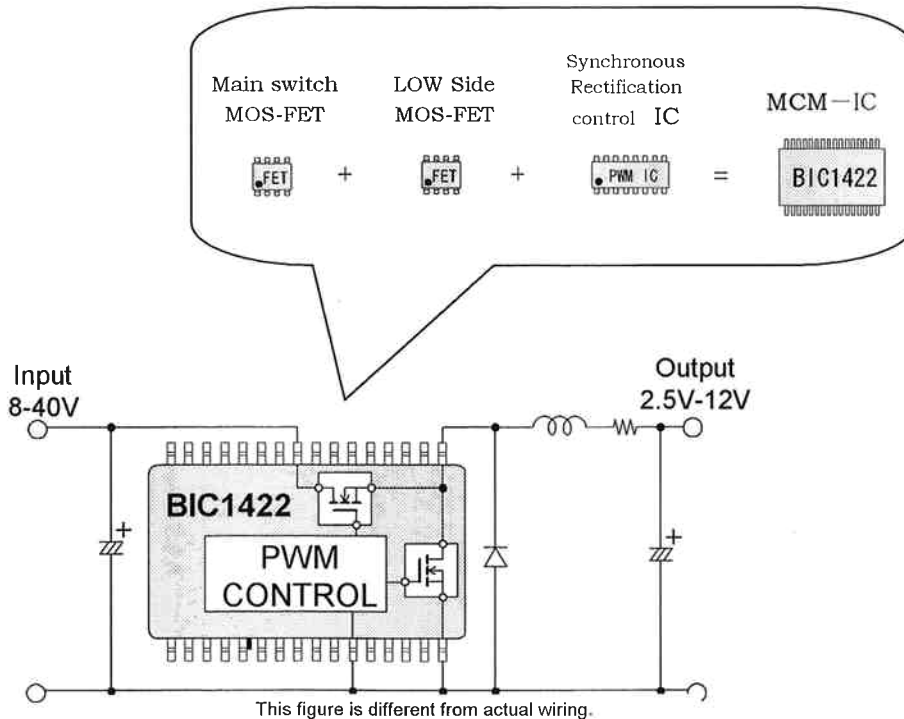 Main switch
MOS-FET
LOW Side
MOS-FET
Synchronous
Rectification
control IC
MCM－IC
FET
+
FET
+
PWM IC
=
BIC1422
Input
8-40V
Output
2.5V-12V
BIC1422
+
PWM
CONTROL
+
This figure is different from actual wiring.